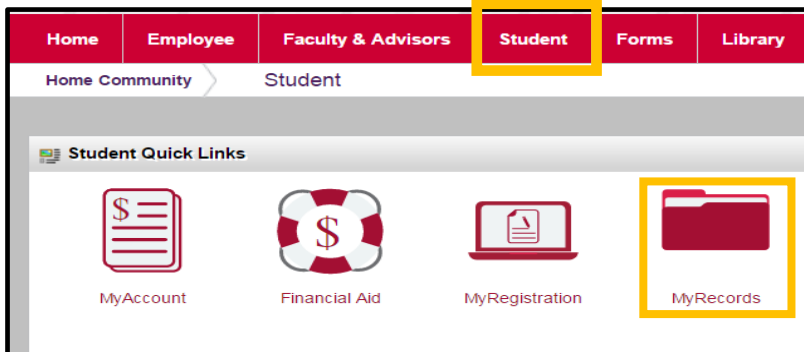 Home Employee Faculty & Advisors Student Forms Library
Home Community Student
Student Quick Links
$ $
MyAccount Financial Aid MyRegistration MyRecords